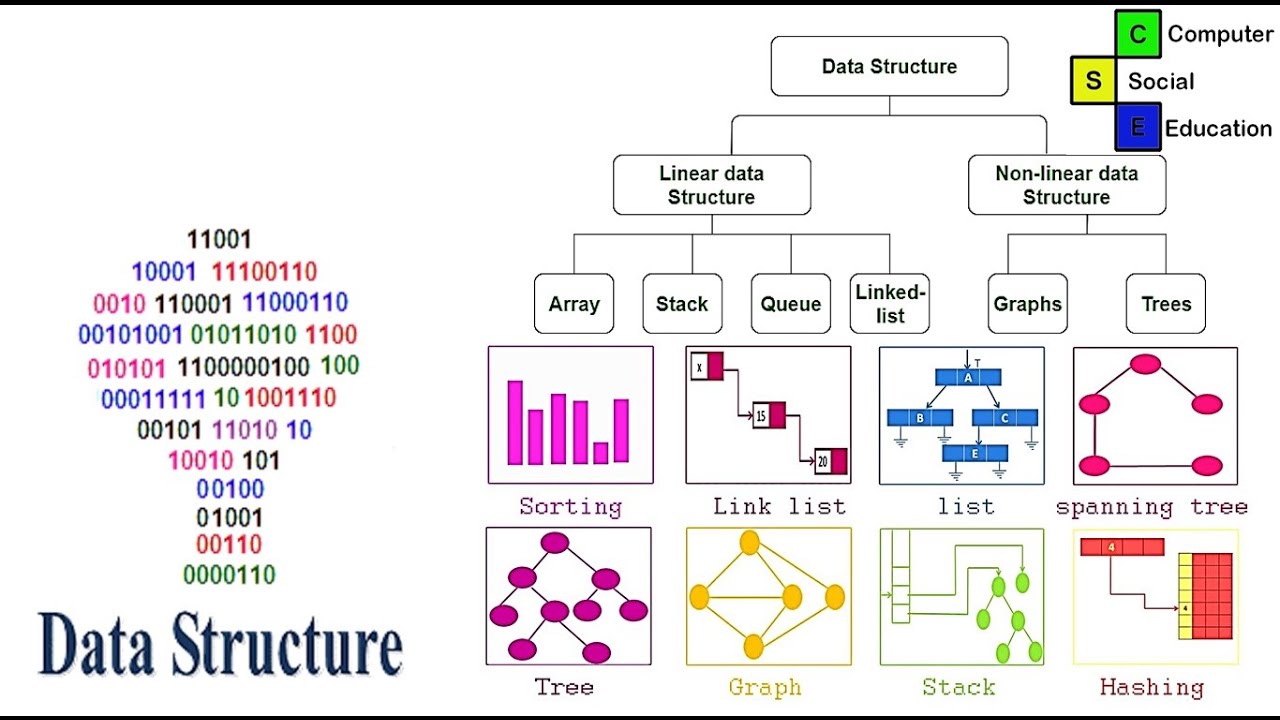 C Computer
S Social
E Education
Data Structure
Linear data
Structure
Non-linear data
Structure
Array
Stack
Queue
Linked-
list
Graphs
Trees
11001
10001 11100110
0010 110001 11000110
00101001 01011010 1100
010101 1100000100 100
00011111 10 1001110
00101 11010 10
10010 101
00100
01001
00110
0000110
Data Structure
Sorting
x
15
20
Link list
T
A
B C
E
list
spanning tree
Tree
Graph
Stack
4
4
Hashing